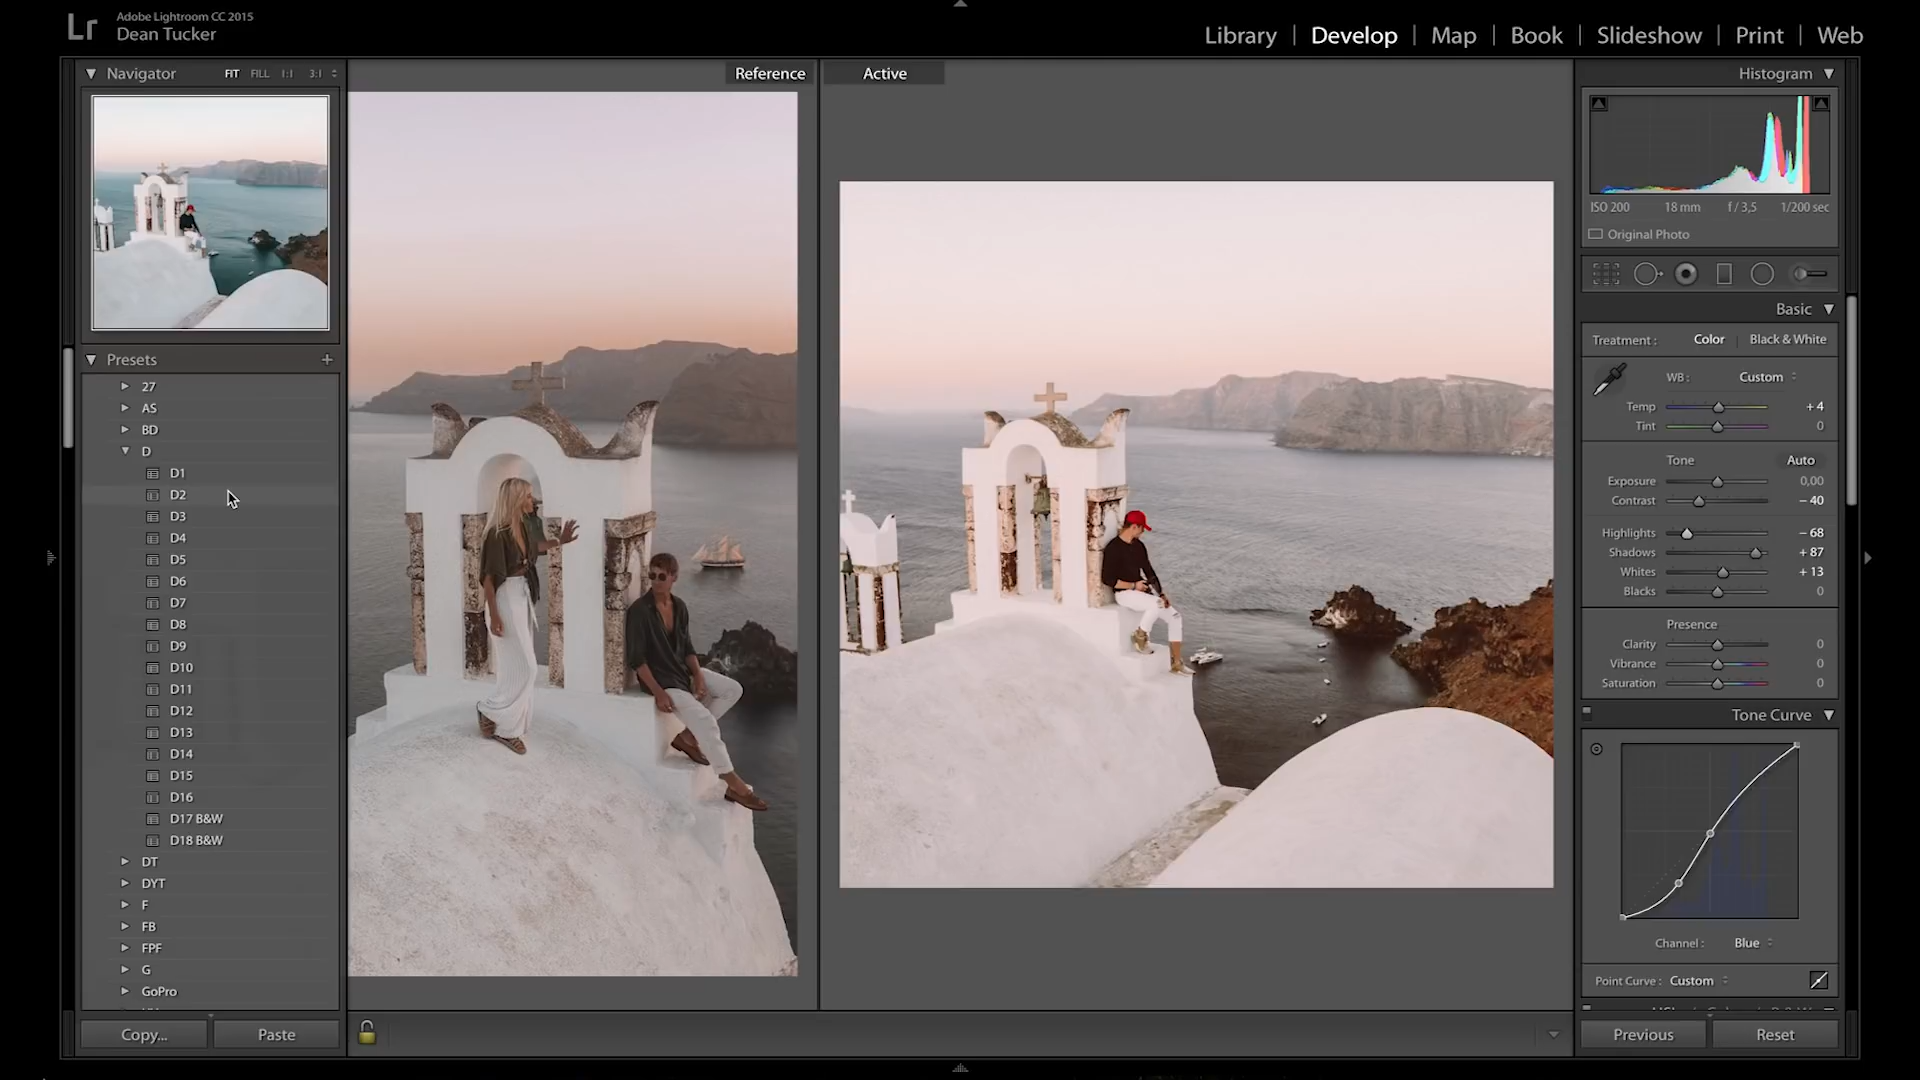 Lr
Adobe Lightroom CC 2015
Dean Tucker
Library | Develop | Map | Book | Slideshow | Print | Web
Navigator FIT FILL 1:1 3:1
Reference
Active
Histogram
ISO 200 18 mm f / 3,5 1/200 sec
Original Photo
Basic
Treatment : Color Black & White
WB : Custom
Temp + 4
Tint 0
Tone Auto
Exposure 0,00
Contrast – 40
Highlights – 68
Shadows + 87
Whites + 13
Blacks 0
Presence
Clarity 0
Vibrance 0
Saturation 0
Tone Curve
Channel : Blue
Point Curve : Custom
Previous Reset
Presets +
27
AS
BD
D
D1
D2
D3
D4
D5
D6
D7
D8
D9
D10
D11
D12
D13
D14
D15
D16
D17 B&W
D18 B&W
DT
DYT
F
FB
FPF
G
GoPro
Copy... Paste